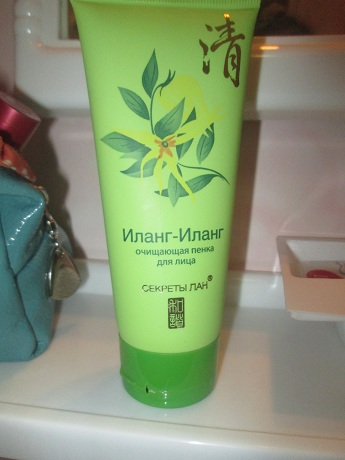 清
Иланг-Иланг
очищающая пенка
для лица
СЕКРЕТЫ ЛАН®